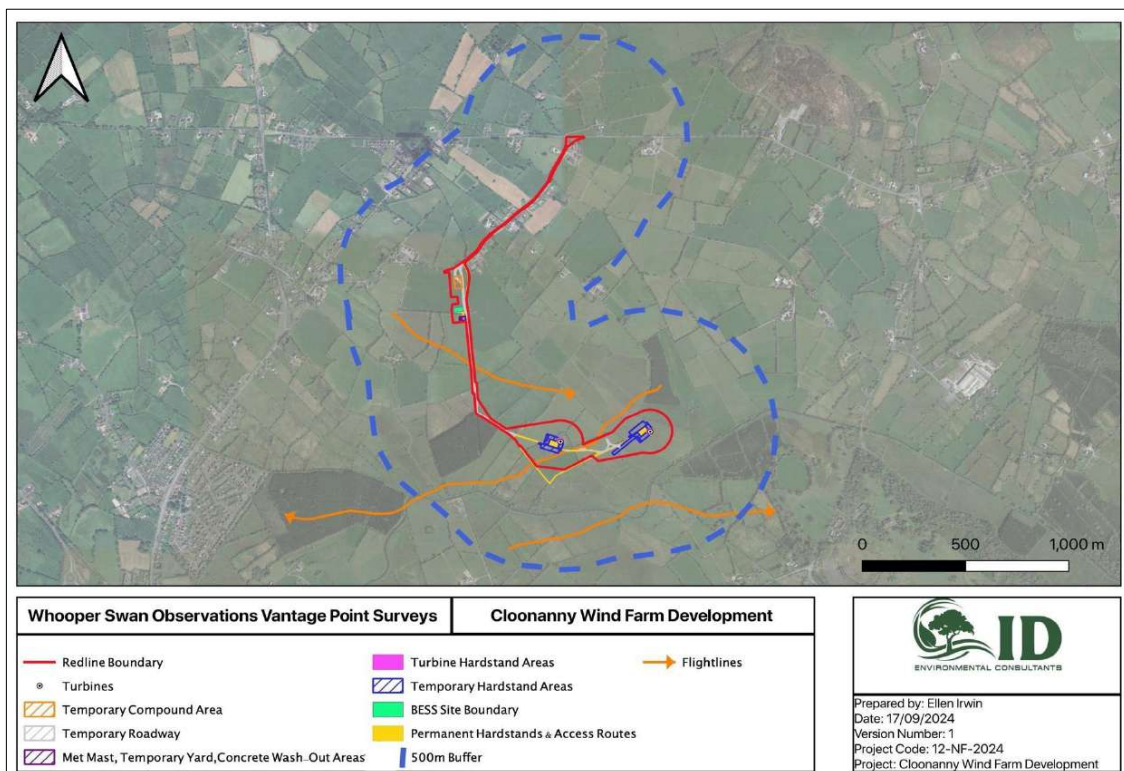 0 500 1,000 m
Whooper Swan Observations Vantage Point Surveys
Cloonanny Wind Farm Development
Redline Boundary
Turbines
Temporary Compound Area
Temporary Roadway
Met Mast, Temporary Yard,Concrete Wash-Out Areas
Turbine Hardstand Areas
Temporary Hardstand Areas
BESS Site Boundary
Permanent Hardstands & Access Routes
500m Buffer
Flightlines
ID
ENVIRONMENTAL CONSULTANTS
Prepared by: Ellen Irwin
Date: 17/09/2024
Version Number: 1
Project Code: 12-NF-2024
Project: Cloonanny Wind Farm Development